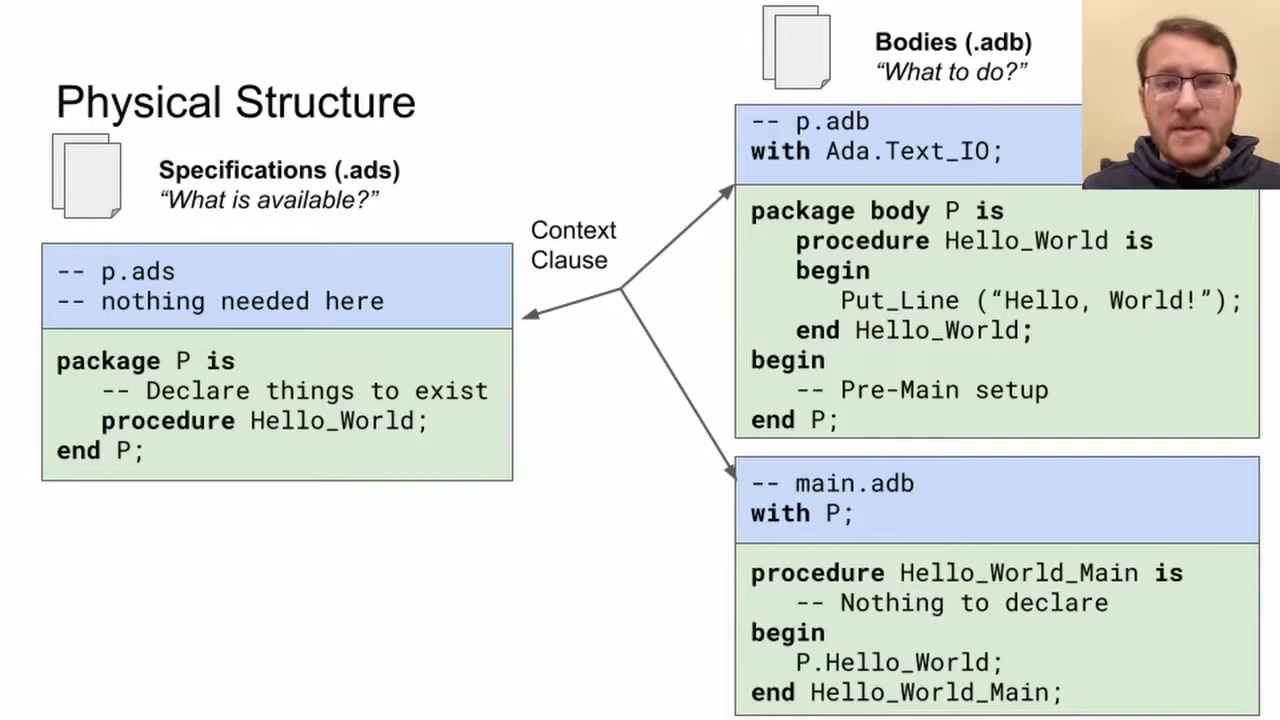 Physical Structure
Specifications (.ads)
“What is available?”
-- p.ads
-- nothing needed here
package P is
-- Declare things to exist
procedure Hello_World;
end P;
Context
Clause
Bodies (.adb)
“What to do?”
-- p.adb
with Ada.Text_IO;
package body P is
procedure Hello_World is
begin
Put_Line (“Hello, World!”);
end Hello_World;
begin
-- Pre-Main setup
end P;
-- main.adb
with P;
procedure Hello_World_Main is
-- Nothing to declare
begin
P.Hello_World;
end Hello_World_Main;